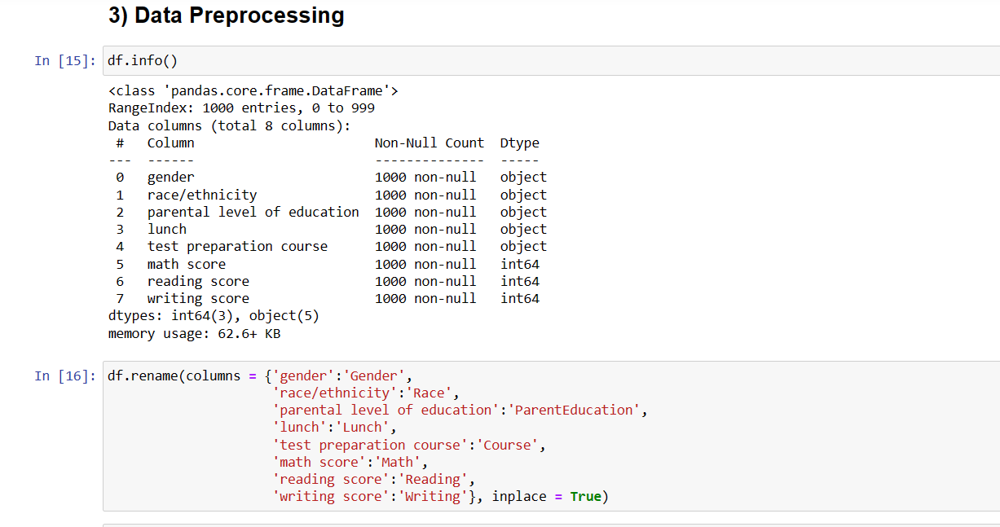 3) Data Preprocessing
In [15]: df.info()
<class 'pandas.core.frame.DataFrame'>
RangeIndex: 1000 entries, 0 to 999
Data columns (total 8 columns):
 #   Column                       Non-Null Count  Dtype
---  ------                       --------------  -----
 0   gender                       1000 non-null   object
 1   race/ethnicity               1000 non-null   object
 2   parental level of education  1000 non-null   object
 3   lunch                        1000 non-null   object
 4   test preparation course      1000 non-null   object
 5   math score                   1000 non-null   int64
 6   reading score                1000 non-null   int64
 7   writing score                1000 non-null   int64
dtypes: int64(3), object(5)
memory usage: 62.6+ KB
In [16]: df.rename(columns = {'gender':'Gender',
'race/ethnicity':'Race',
'parental level of education':'ParentEducation',
'lunch':'Lunch',
'test preparation course':'Course',
'math score':'Math',
'reading score':'Reading',
'writing score':'Writing'}, inplace = True)